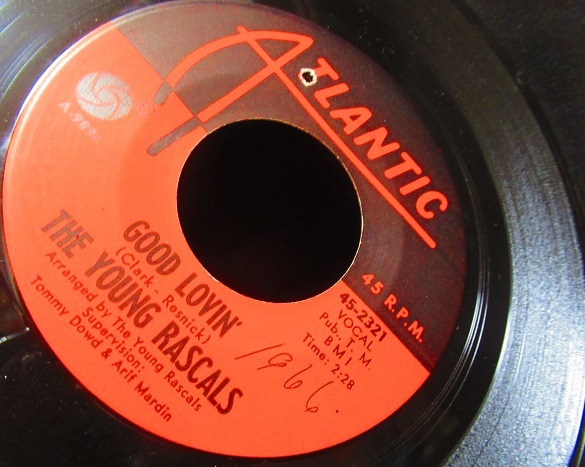 ATLANTIC
45 R.P.M.
45-2321
VOCAL
Pub: T. M.
B M I
Time: 2:28
GOOD LOVIN'
(Clark - Resnick)
THE YOUNG RASCALS
Arranged by The Young Rascals
Supervision:
Tommy Dowd & Arif Mardin
1966.